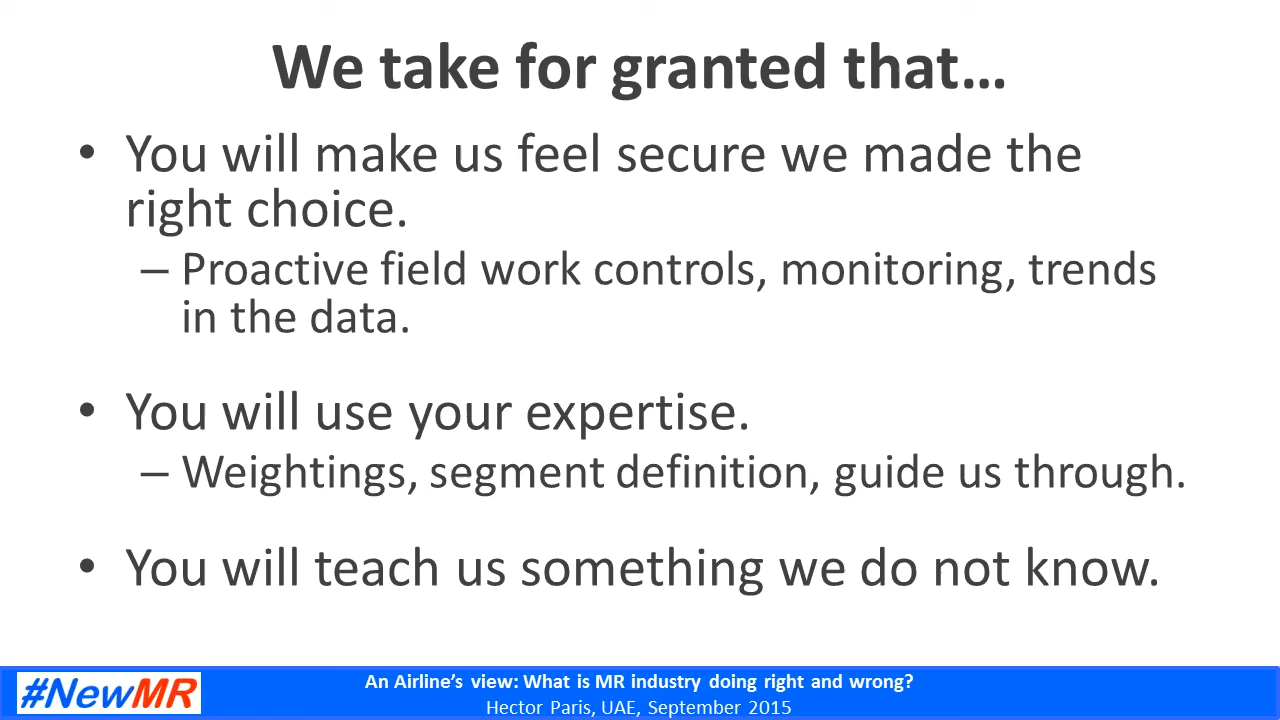 We take for granted that…
• You will make us feel secure we made the
right choice.
– Proactive field work controls, monitoring, trends
in the data.
• You will use your expertise.
– Weightings, segment definition, guide us through.
• You will teach us something we do not know.
#NewMR
An Airline’s view: What is MR industry doing right and wrong?
Hector Paris, UAE, September 2015